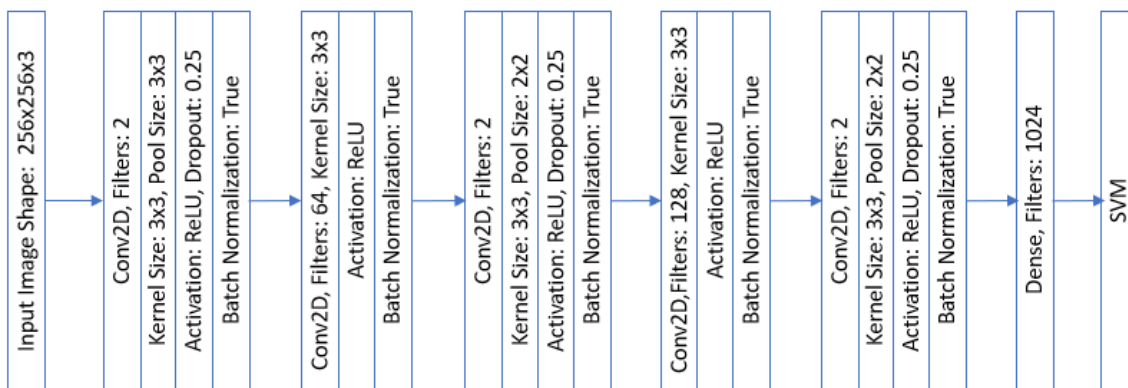 Input Image Shape: 256x256x3
Conv2D, Filters: 2
Kernel Size: 3x3, Pool Size: 3x3
Activation: ReLU, Dropout: 0.25
Batch Normalization: True
Conv2D, Filters: 64, Kernel Size: 3x3
Activation: ReLU
Batch Normalization: True
Conv2D, Filters: 2
Kernel Size: 3x3, Pool Size: 2x2
Activation: ReLU, Dropout: 0.25
Batch Normalization: True
Conv2D,Filters: 128, Kernel Size: 3x3
Activation: ReLU
Batch Normalization: True
Conv2D, Filters: 2
Kernel Size: 3x3, Pool Size: 2x2
Activation: ReLU, Dropout: 0.25
Batch Normalization: True
Dense, Filters: 1024
SVM